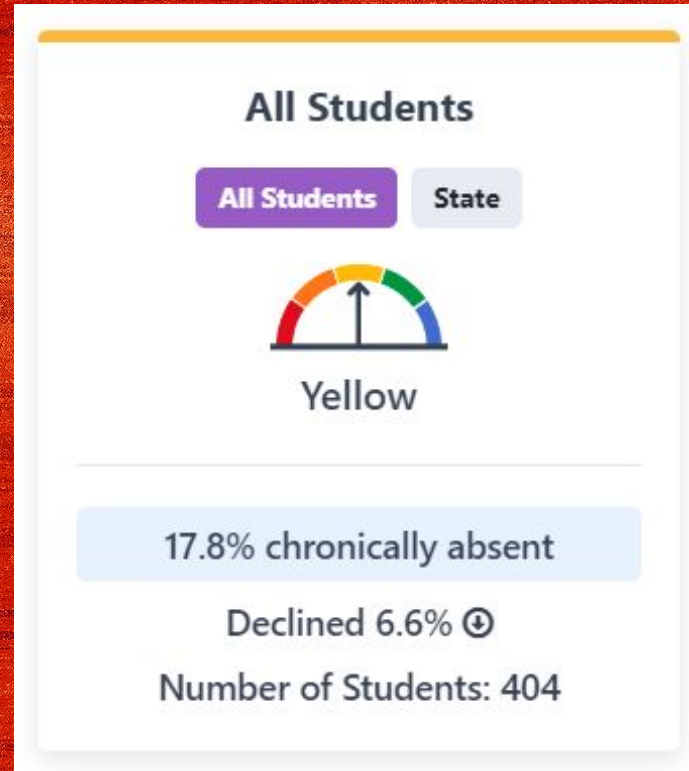 All Students
All Students State
Yellow
17.8% chronically absent
Declined 6.6%
Number of Students: 404